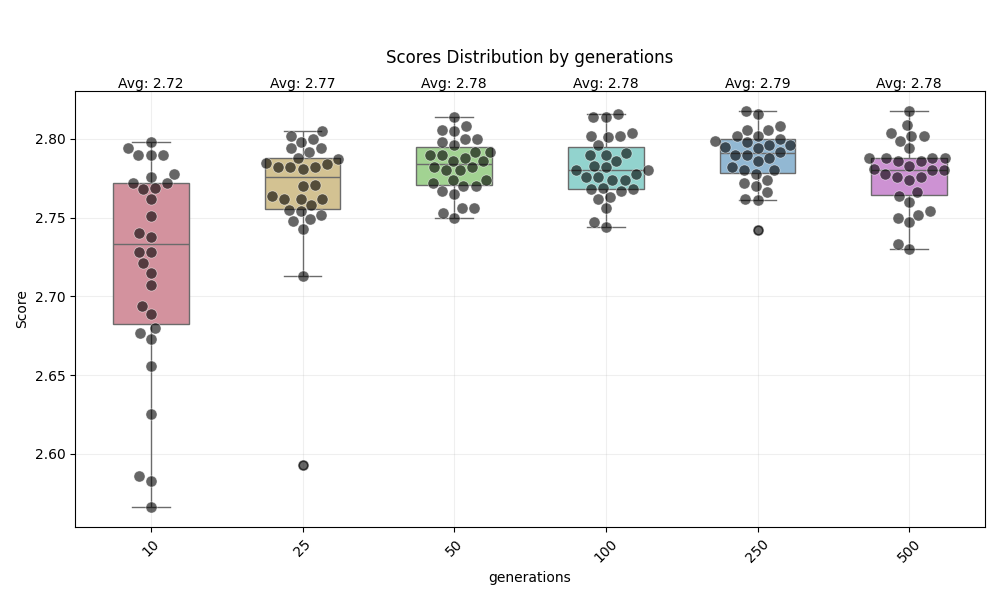 Scores Distribution by generations
Avg: 2.72 Avg: 2.77 Avg: 2.78 Avg: 2.78 Avg: 2.79 Avg: 2.78
Score
2.80
2.75
2.70
2.65
2.60
10 25 50 100 250 500
generations